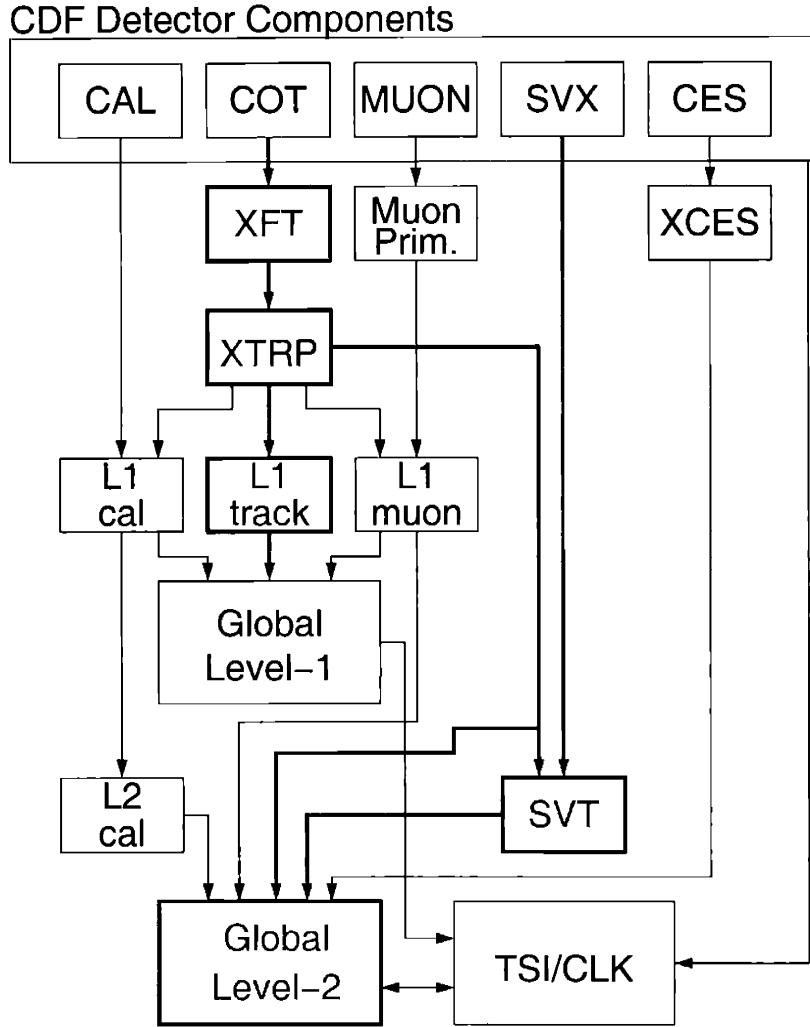 CDF Detector Components
CAL
COT
MUON
SVX
CES
XFT
Muon
Prim.
XCES
XTRP
L1
cal
L1
track
L1
muon
Global
Level-1
L2
cal
SVT
Global
Level-2
TSI/CLK